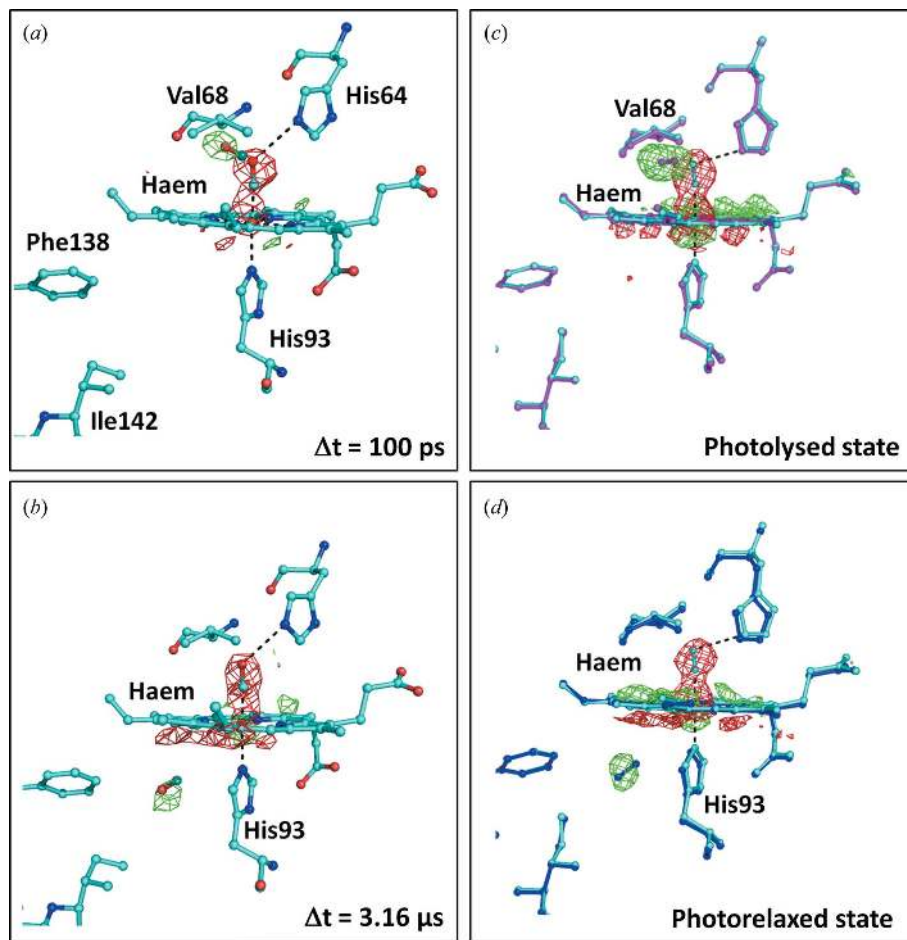 (a)
Val68
His64
Haem
Phe138
His93
Ile142
Δt = 100 ps
(c)
Val68
Haem
Photolysed state
(b)
Haem
His93
Δt = 3.16 μs
(d)
Haem
His93
Photorelaxed state